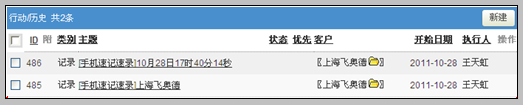 行动/历史 共2条 新建
ID 附 类别 主题 状态 优先 客户 开始日期 执行人 操作
486 记录 [手机速记速录]10月28日17时40分14秒 〖上海飞奥德〗 2011-10-28 王天虹
485 记录 [手机速记速录]上海飞奥德 〖上海飞奥德〗 2011-10-28 王天虹